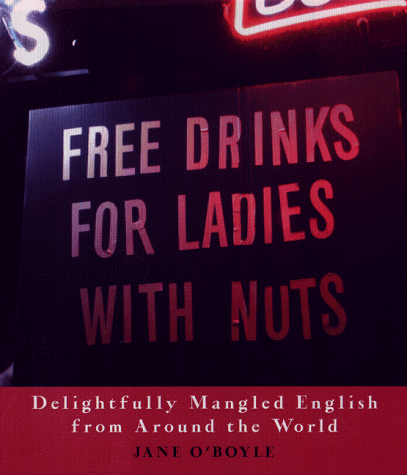 S
FREE DRINKS
FOR LADIES
WITH NUTS
Delightfully Mangled English
from Around the World
JANE O'BOYLE